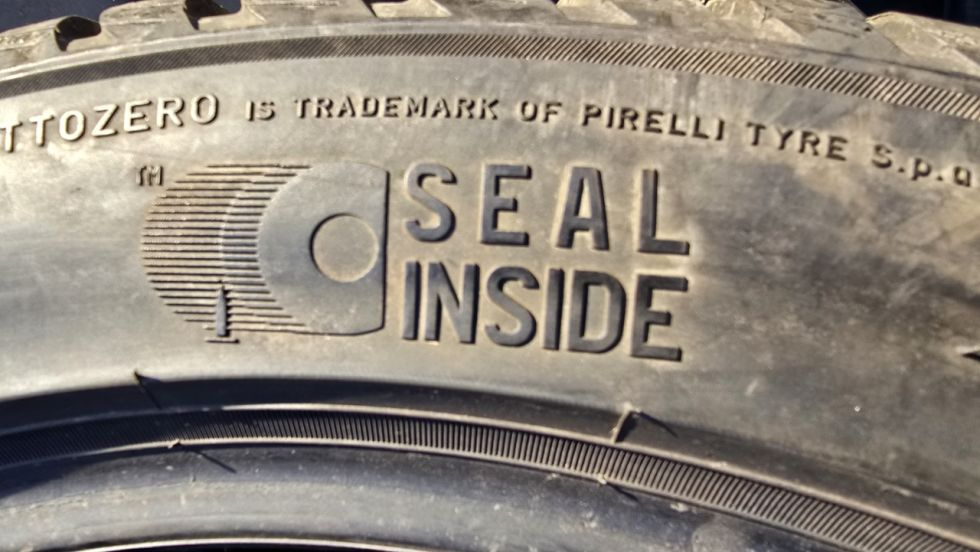 TTOZERO IS TRADEMARK OF PIRELLI TYRE S.p.a.
TM
SEAL
INSIDE